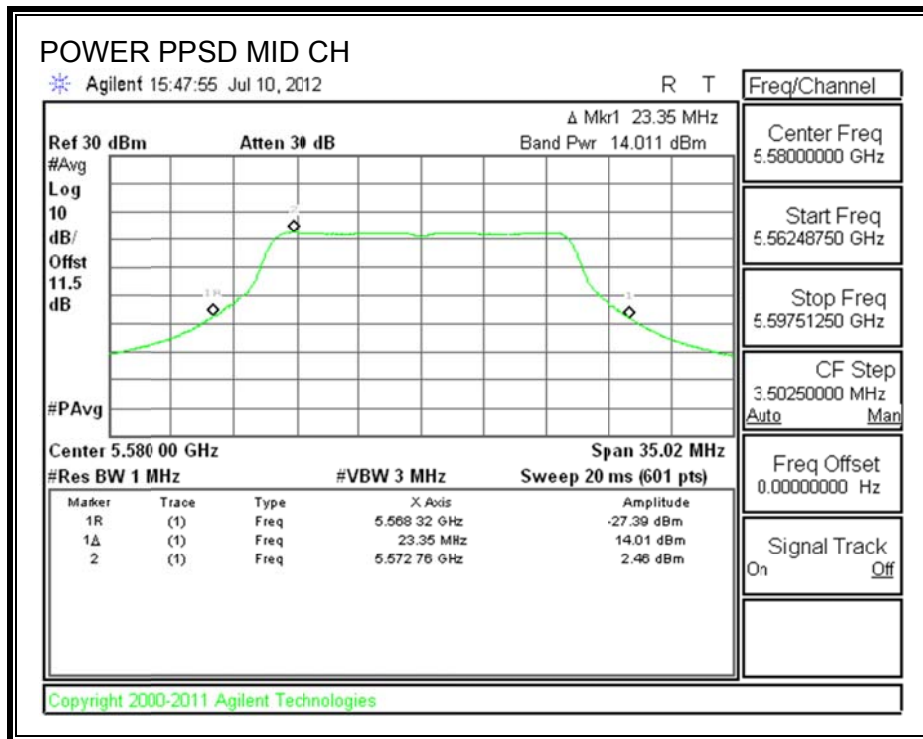 POWER PPSD MID CH
Agilent 15:47:55 Jul 10, 2012 R T
Δ Mkr1 23.35 MHz
Ref 30 dBm Atten 30 dB Band Pwr 14.011 dBm
#Avg
Log
10
dB/
Offst
11.5
dB
#PAvg
2
1R
1
Center 5.580 00 GHz Span 35.02 MHz
#Res BW 1 MHz #VBW 3 MHz Sweep 20 ms (601 pts)
Marker Trace Type X Axis Amplitude
1R (1) Freq 5.568 32 GHz -27.39 dBm
1Δ (1) Freq 23.35 MHz 14.01 dBm
2 (1) Freq 5.572 76 GHz 2.46 dBm
Freq/Channel
Center Freq
5.58000000 GHz
Start Freq
5.56248750 GHz
Stop Freq
5.59751250 GHz
CF Step
3.50250000 MHz
Auto Man
Freq Offset
0.00000000 Hz
Signal Track
On Off
Copyright 2000-2011 Agilent Technologies